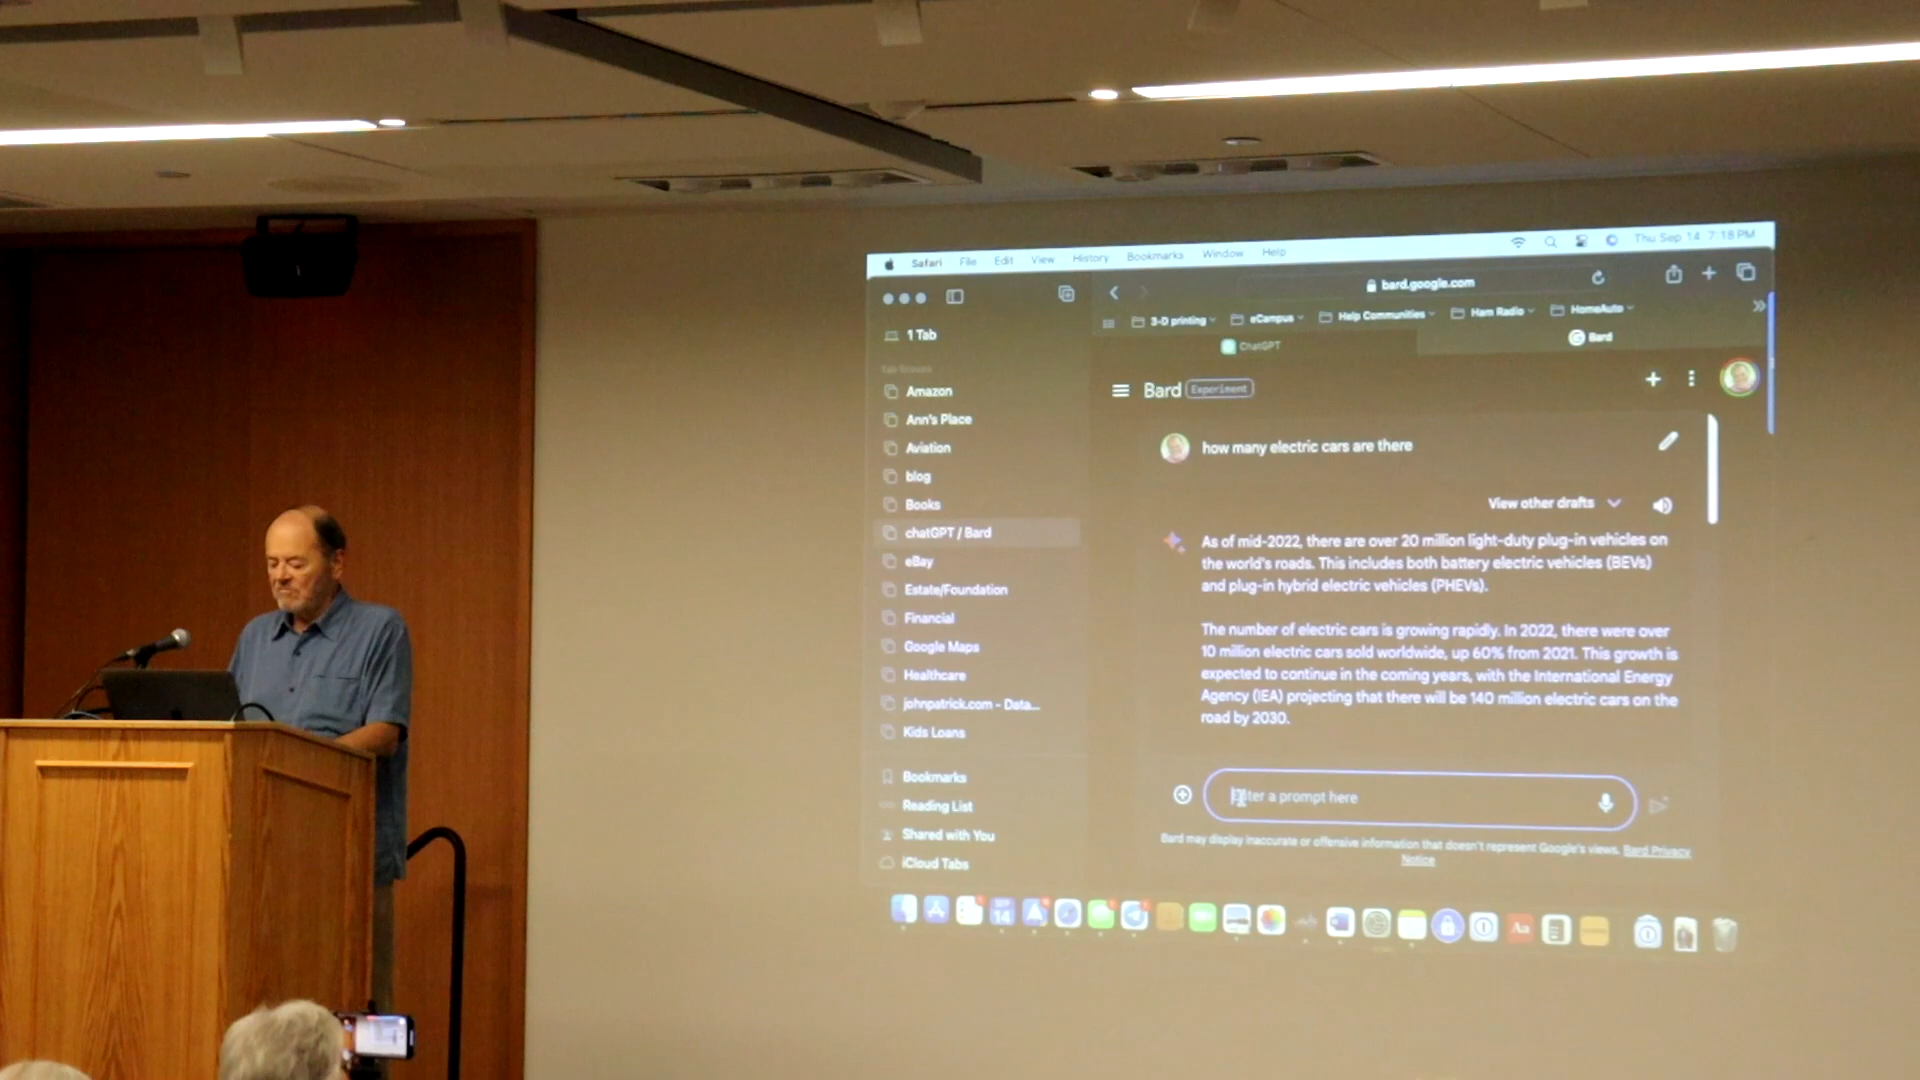 Safari File Edit View History Bookmarks Window Help Thu Sep 14 7:18 PM
bard.google.com
3-D printing eCampus Help Communities Ham Radio HomeAuto
ChatGPT Bard
1 Tab
Tab Groups
Amazon
Ann's Place
Aviation
blog
Books
chatGPT / Bard
eBay
Estate/Foundation
Financial
Google Maps
Healthcare
johnpatrick.com - Data...
Kids Loans
Bookmarks
Reading List
Shared with You
iCloud Tabs
Bard Experiment
how many electric cars are there
View other drafts
As of mid-2022, there are over 20 million light-duty plug-in vehicles on
the world's roads. This includes both battery electric vehicles (BEVs)
and plug-in hybrid electric vehicles (PHEVs).
The number of electric cars is growing rapidly. In 2022, there were over
10 million electric cars sold worldwide, up 60% from 2021. This growth is
expected to continue in the coming years, with the International Energy
Agency (IEA) projecting that there will be 140 million electric cars on the
road by 2030.
Enter a prompt here
Bard may display inaccurate or offensive information that doesn't represent Google's views. Bard Privacy
Notice
SEP
14
Aa